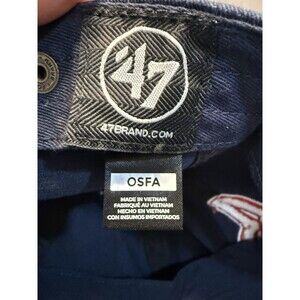 '47
47BRAND.COM
OSFA
MADE IN VIETNAM
FABRIQUÉ AU VIETNAM
HECHO EN VIETNAM
CON INSUMOS IMPORTADOS